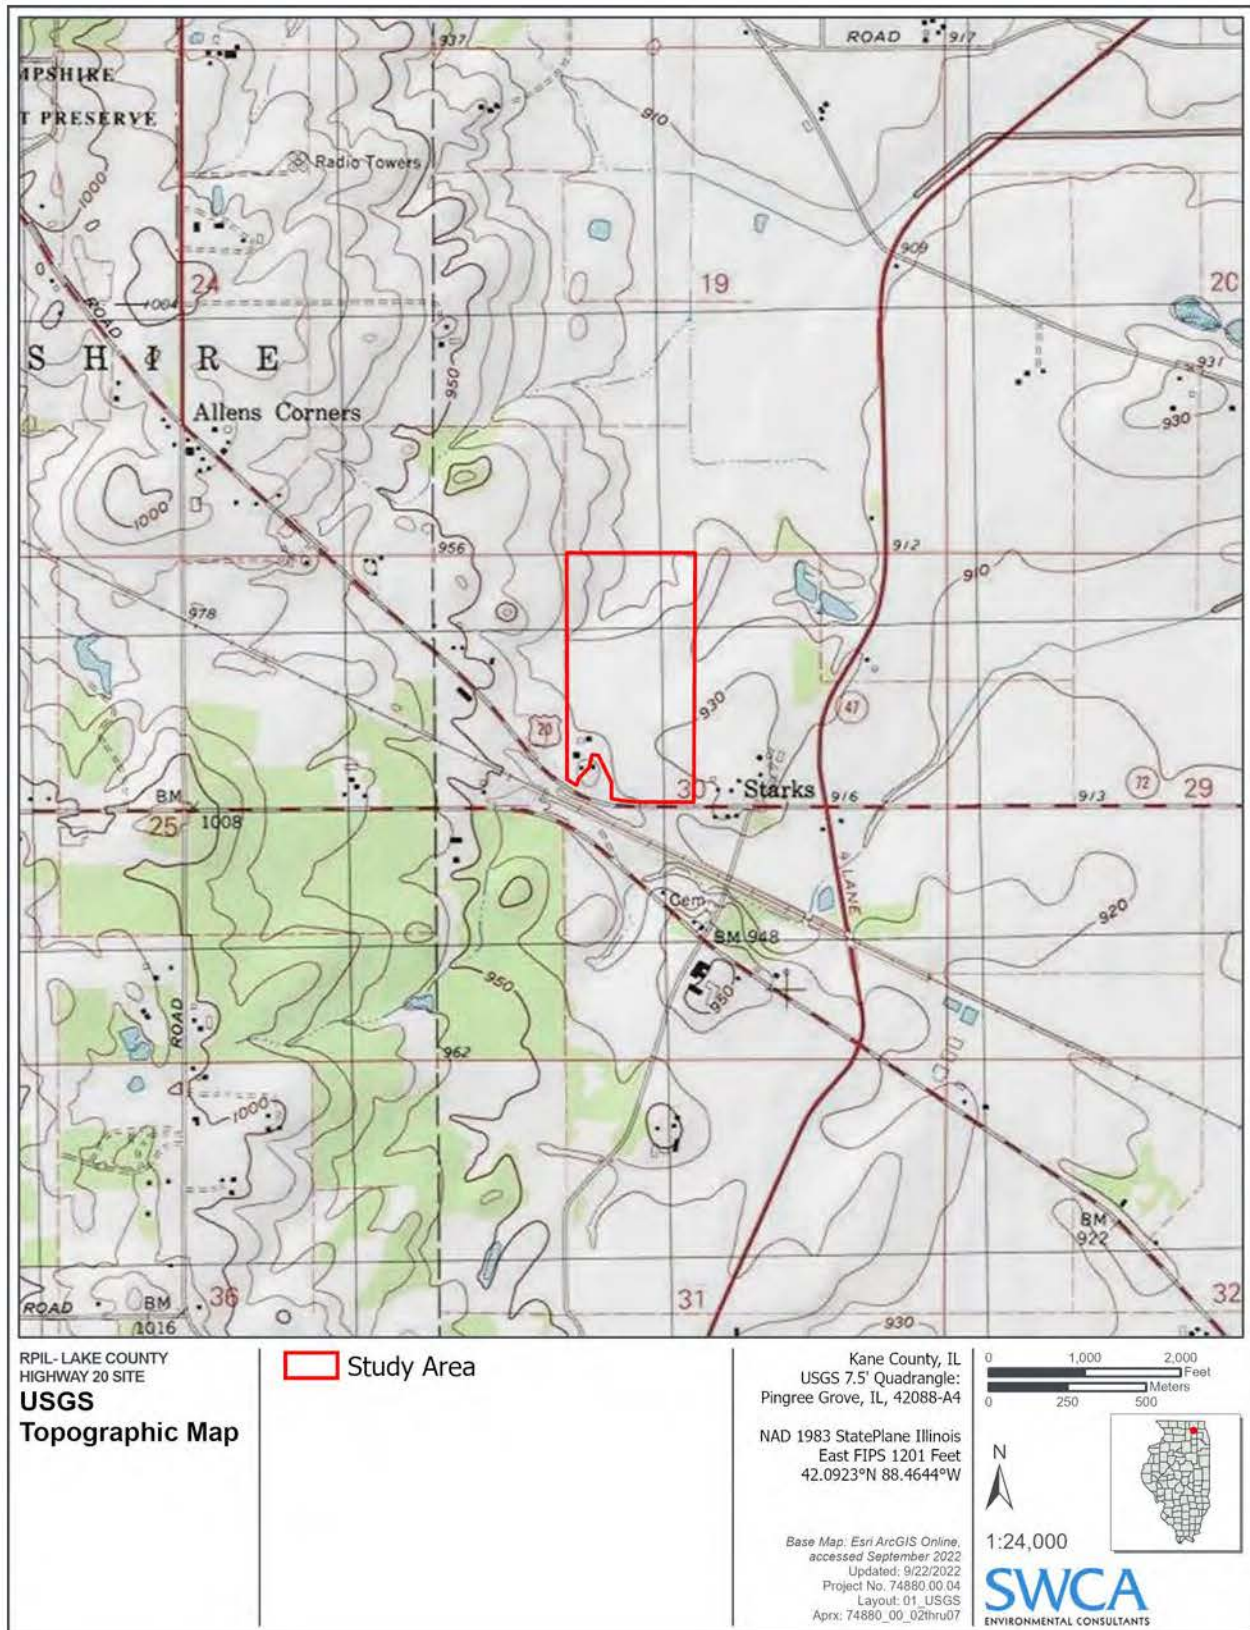 937
ROAD
917
MPSHIRE
T PRESERVE
910
Radio Towers
1000
909
24
19
20
1004
ROAD
931
S H I R E
950
930
Allens Corners
1000
956
912
910
978
930
20
47
BM
30
Starks
916
913
72
29
25
1008
4 LANE
Cem
920
BM 948
950
950
ROAD
962
1000
BM
922
36
31
32
ROAD
BM
1016
930
RPIL- LAKE COUNTY
HIGHWAY 20 SITE
USGS
Topographic Map
Study Area
Kane County, IL
USGS 7.5' Quadrangle:
Pingree Grove, IL, 42088-A4
NAD 1983 StatePlane Illinois
East FIPS 1201 Feet
42.0923°N 88.4644°W
Base Map: Esri ArcGIS Online,
accessed September 2022
Updated: 9/22/2022
Project No. 74880.00.04
Layout: 01_USGS
Aprx: 74880_00_02thru07
0 1,000 2,000
Feet
Meters
0 250 500
N
1:24,000
SWCA
ENVIRONMENTAL CONSULTANTS